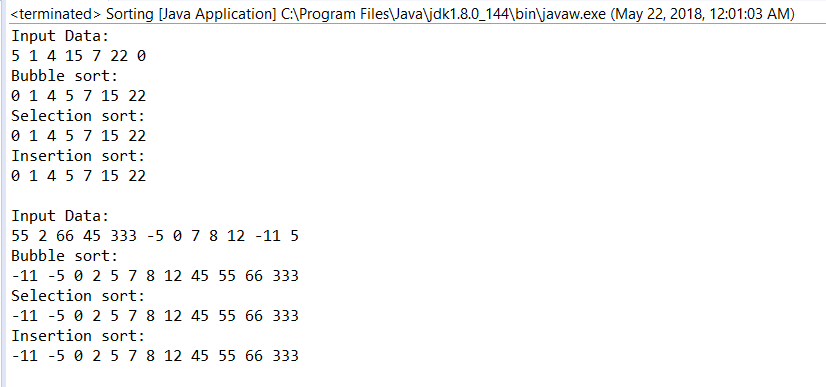 <terminated> Sorting [Java Application] C:\Program Files\Java\jdk1.8.0_144\bin\javaw.exe (May 22, 2018, 12:01:03 AM)
Input Data:
5 1 4 15 7 22 0
Bubble sort:
0 1 4 5 7 15 22
Selection sort:
0 1 4 5 7 15 22
Insertion sort:
0 1 4 5 7 15 22
Input Data:
55 2 66 45 333 -5 0 7 8 12 -11 5
Bubble sort:
-11 -5 0 2 5 7 8 12 45 55 66 333
Selection sort:
-11 -5 0 2 5 7 8 12 45 55 66 333
Insertion sort:
-11 -5 0 2 5 7 8 12 45 55 66 333